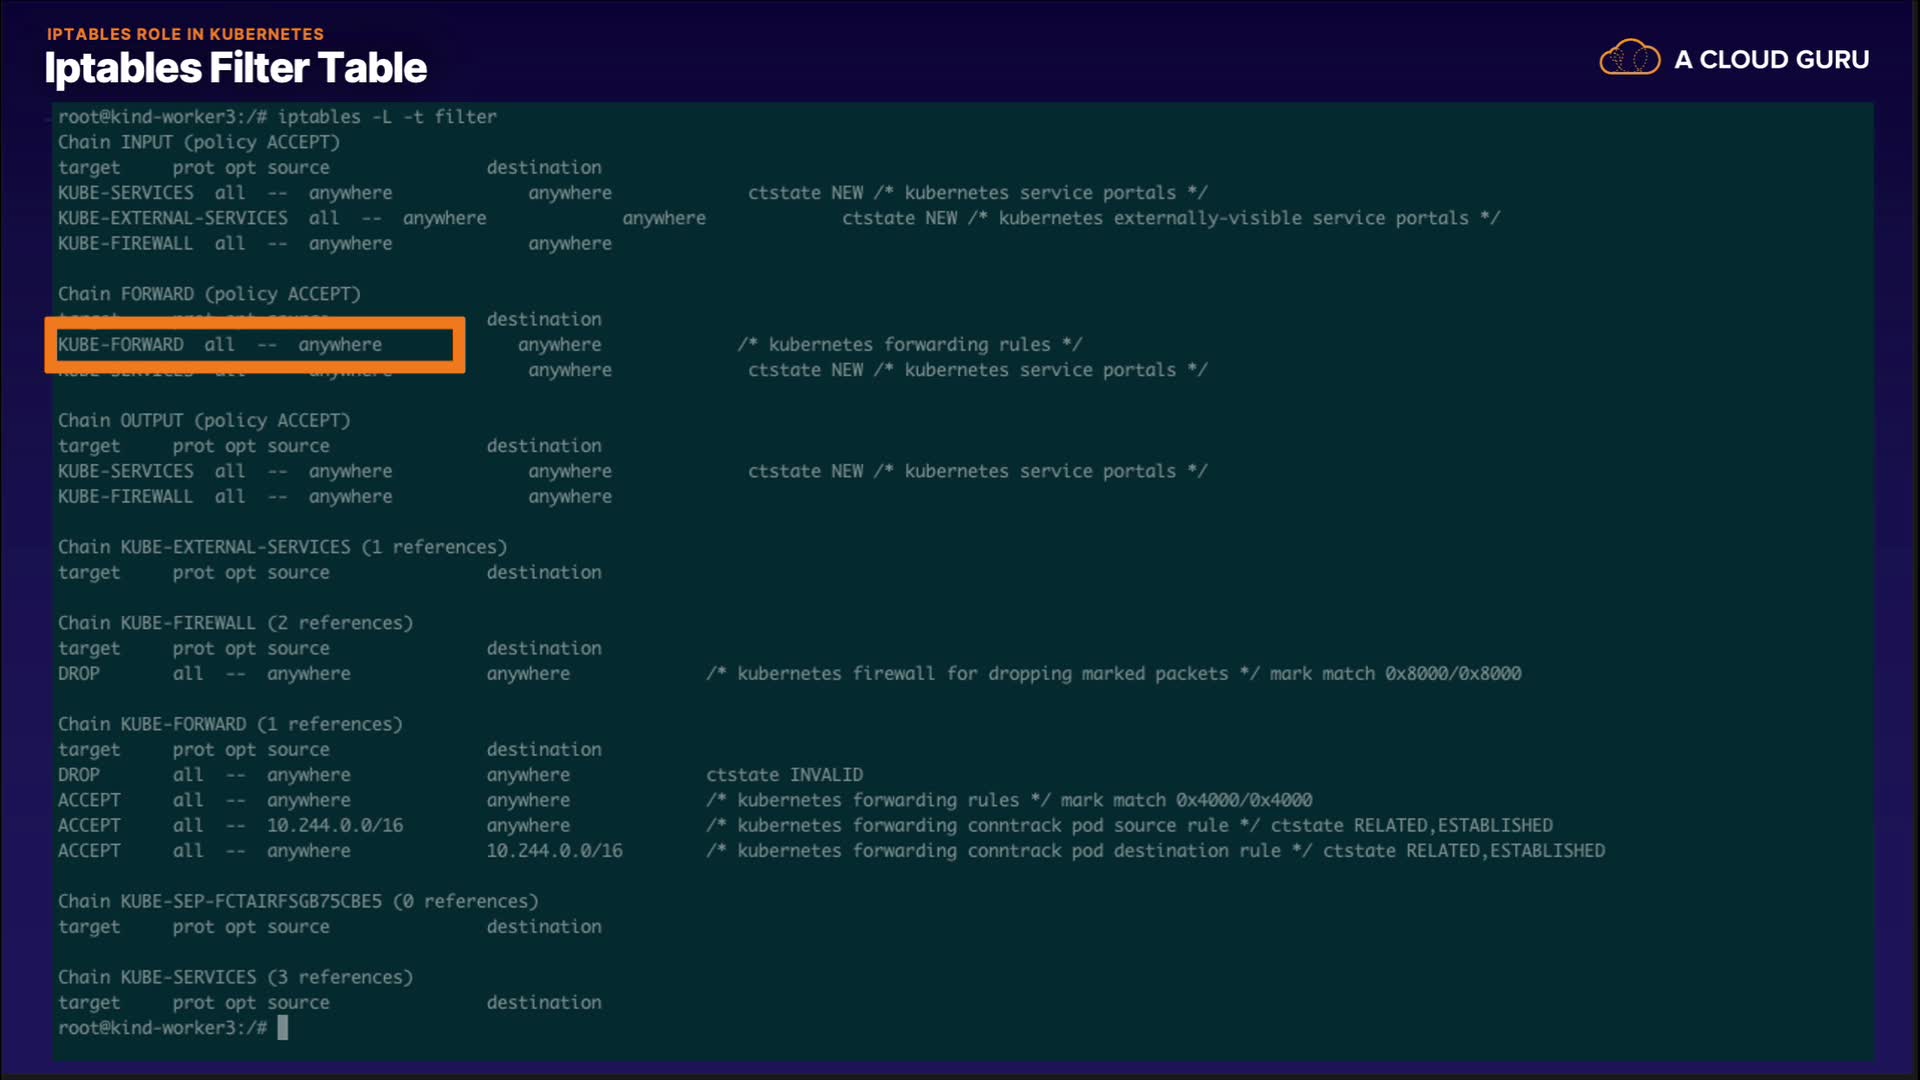 IPTABLES ROLE IN KUBERNETES
Iptables Filter Table
A CLOUD GURU
root@kind-worker3:/# iptables -L -t filter
Chain INPUT (policy ACCEPT)
target     prot opt source               destination
KUBE-SERVICES  all  --  anywhere             anywhere             ctstate NEW /* kubernetes service portals */
KUBE-EXTERNAL-SERVICES  all  --  anywhere             anywhere             ctstate NEW /* kubernetes externally-visible service portals */
KUBE-FIREWALL  all  --  anywhere             anywhere
Chain FORWARD (policy ACCEPT)
target     prot opt source               destination
KUBE-FORWARD  all  --  anywhere             anywhere             /* kubernetes forwarding rules */
KUBE-SERVICES  all  --  anywhere             anywhere             ctstate NEW /* kubernetes service portals */
Chain OUTPUT (policy ACCEPT)
target     prot opt source               destination
KUBE-SERVICES  all  --  anywhere             anywhere             ctstate NEW /* kubernetes service portals */
KUBE-FIREWALL  all  --  anywhere             anywhere
Chain KUBE-EXTERNAL-SERVICES (1 references)
target     prot opt source               destination
Chain KUBE-FIREWALL (2 references)
target     prot opt source               destination
DROP       all  --  anywhere             anywhere             /* kubernetes firewall for dropping marked packets */ mark match 0x8000/0x8000
Chain KUBE-FORWARD (1 references)
target     prot opt source               destination
DROP       all  --  anywhere             anywhere             ctstate INVALID
ACCEPT     all  --  anywhere             anywhere             /* kubernetes forwarding rules */ mark match 0x4000/0x4000
ACCEPT     all  --  10.244.0.0/16        anywhere             /* kubernetes forwarding conntrack pod source rule */ ctstate RELATED,ESTABLISHED
ACCEPT     all  --  anywhere             10.244.0.0/16        /* kubernetes forwarding conntrack pod destination rule */ ctstate RELATED,ESTABLISHED
Chain KUBE-SEP-FCTAIRFSGB75CBE5 (0 references)
target     prot opt source               destination
Chain KUBE-SERVICES (3 references)
target     prot opt source               destination
root@kind-worker3:/#